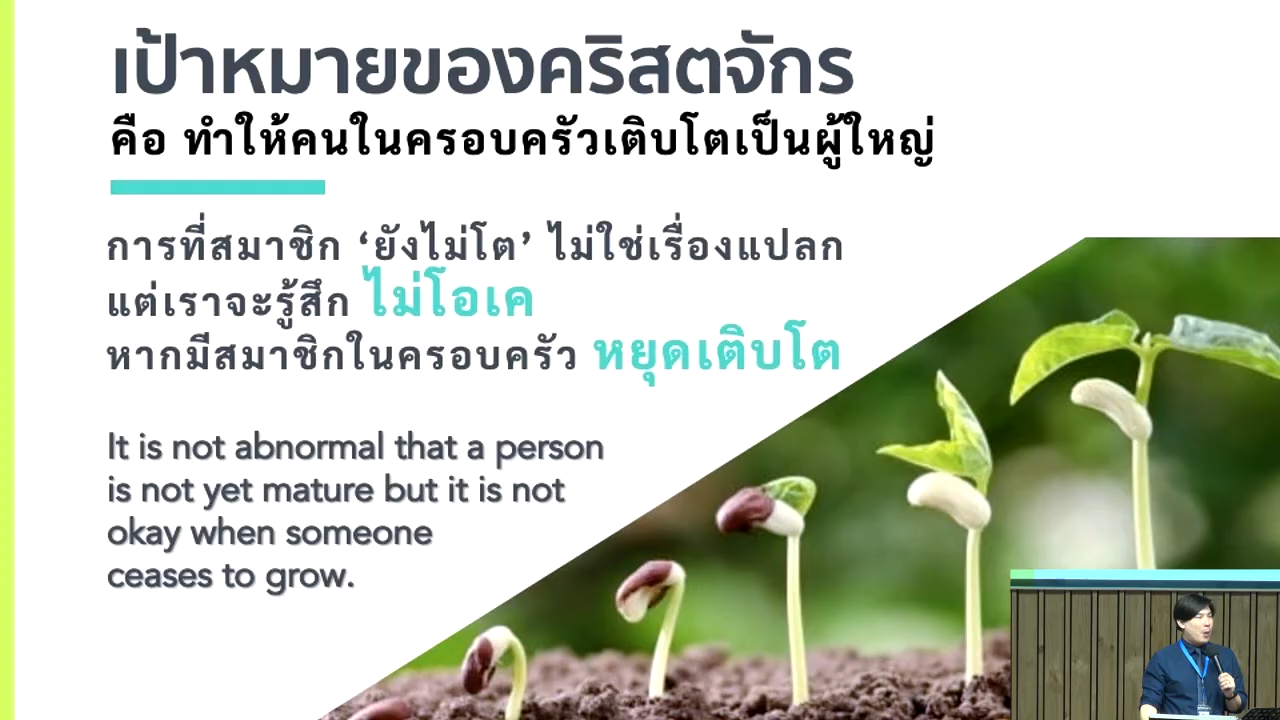 เป้าหมายของคริสตจักร
คือ ทำให้คนในครอบครัวเติบโตเป็นผู้ใหญ่
การที่สมาชิก ‘ยังไม่โต’ ไม่ใช่เรื่องแปลก
แต่เราจะรู้สึก ไม่โอเค
หากมีสมาชิกในครอบครัว หยุดเติบโต
It is not abnormal that a person
is not yet mature but it is not
okay when someone
ceases to grow.